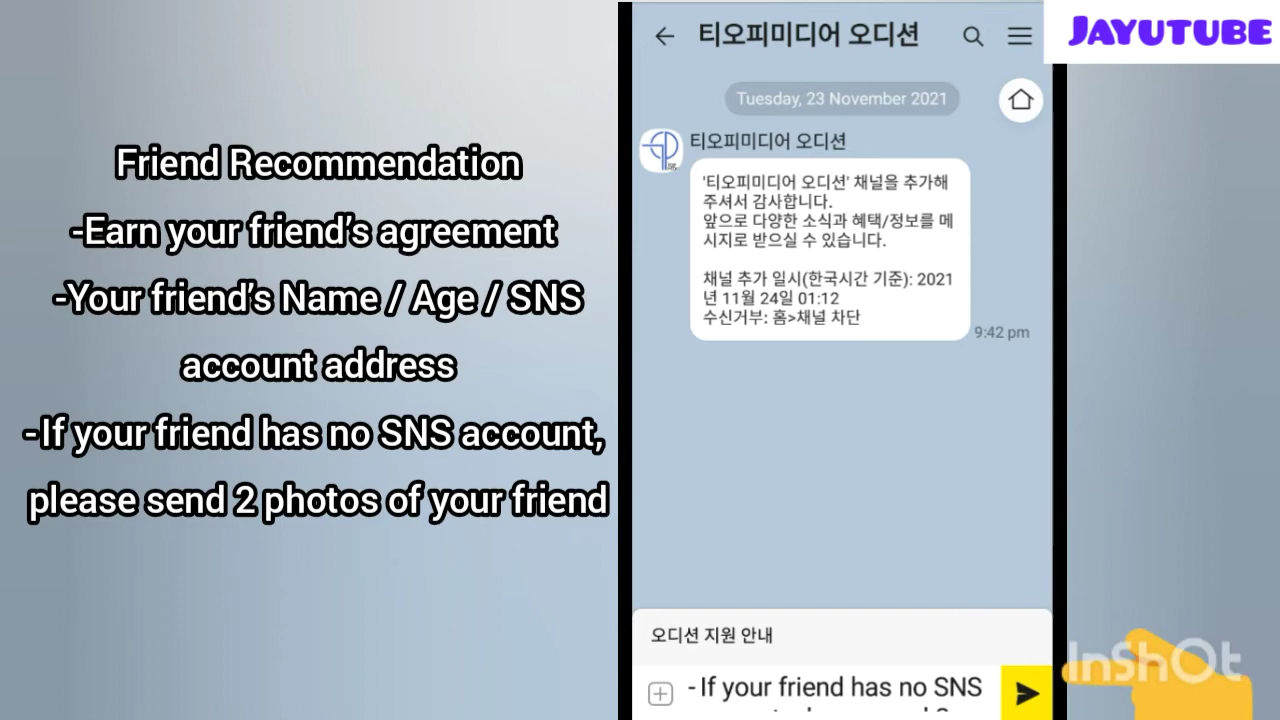 Friend Recommendation
-Earn your friend's agreement
-Your friend's Name / Age / SNS
account address
-If your friend has no SNS account,
please send 2 photos of your friend
티오피미디어 오디션
JAYUTUBE
Tuesday, 23 November 2021
티오피미디어 오디션
'티오피미디어 오디션' 채널을 추가해
주셔서 감사합니다.
앞으로 다양한 소식과 혜택/정보를 메
시지로 받으실 수 있습니다.
채널 추가 일시(한국시간 기준): 2021
년 11월 24일 01:12
수신거부: 홈>채널 차단
9:42 pm
오디션 지원 안내
- If your friend has no SNS
InShOt